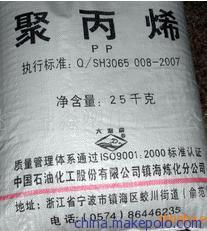 聚丙烯
PP
执行标准：Q/SH3065 008-2007
净含量：25千克
质量管理体系通过ISO9001.2000标准认证
中国石油化工股份有限公司镇海炼化分公司
地址：浙江省宁波市镇海区蛟川街道
电话：(0574)86446235
www.makepolo.com